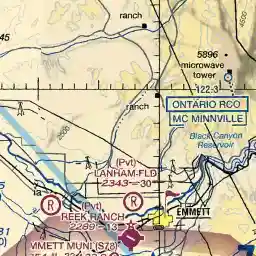 ranch
5896
microwave
tower
122.3
ranch
ONTARIO RCO
MC MINNVILLE
Black Canyon
Reservoir
(Pvt)
LANHAM FLD
2343 - 30
(Pvt)
R
R
REEK RANCH
2289 - 13
EMMETT
MMETT MUNI (S78)